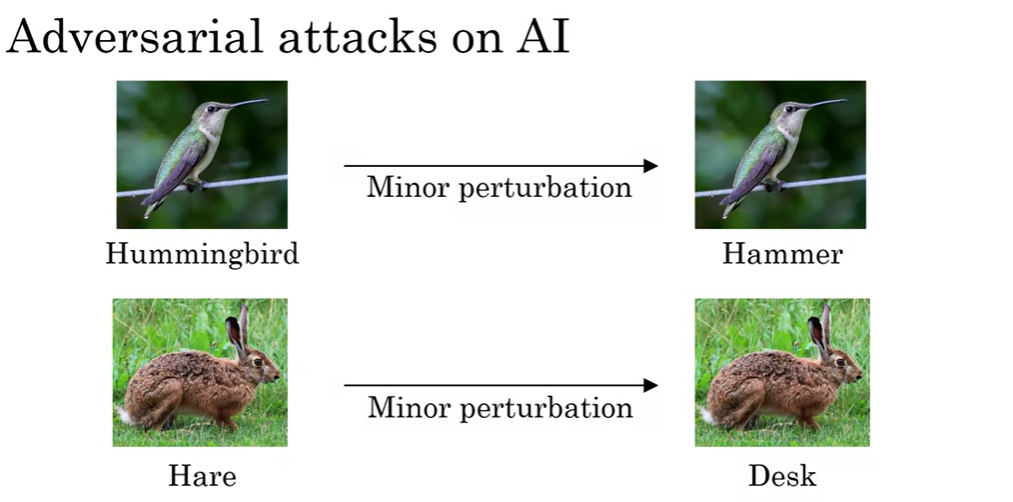 Adversarial attacks on AI
Minor perturbation
Hummingbird
Hammer
Minor perturbation
Hare
Desk